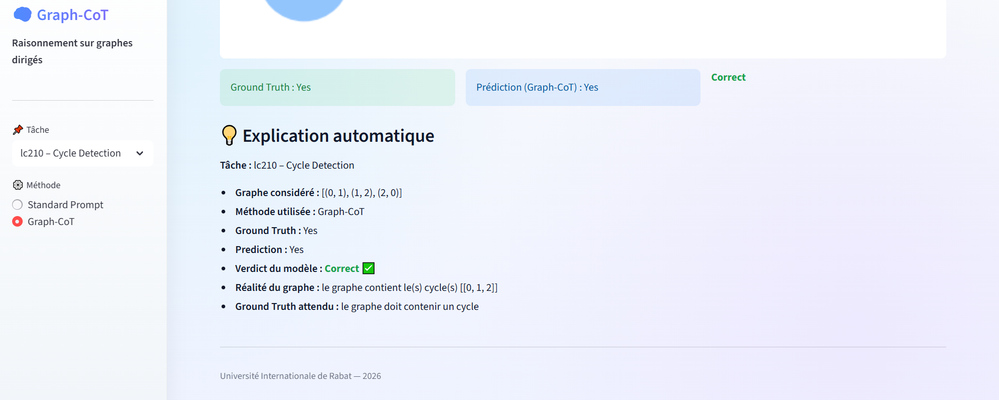 Graph-CoT
Raisonnement sur graphes
dirigés
Tâche
lc210 – Cycle Detection
Méthode
Standard Prompt
Graph-CoT
Ground Truth : Yes
Prédiction (Graph-CoT) : Yes
Correct
Explication automatique
Tâche : lc210 – Cycle Detection
Graphe considéré : [(0, 1), (1, 2), (2, 0)]
Méthode utilisée : Graph-CoT
Ground Truth : Yes
Prediction : Yes
Verdict du modèle : Correct ✅
Réalité du graphe : le graphe contient le(s) cycle(s) [[0, 1, 2]]
Ground Truth attendu : le graphe doit contenir un cycle
Université Internationale de Rabat — 2026